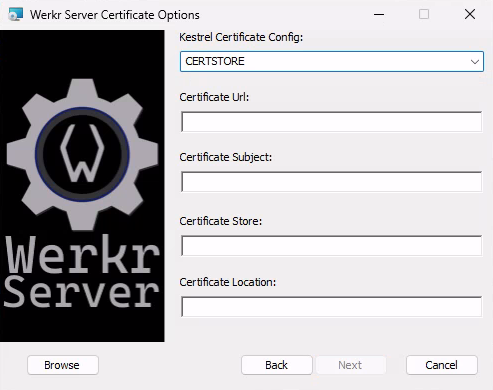 Werkr Server Certificate Options
Kestrel Certificate Config:
CERTSTORE
Certificate Url:
Certificate Subject:
Certificate Store:
Certificate Location:
Werkr
Server
Browse
Back
Next
Cancel